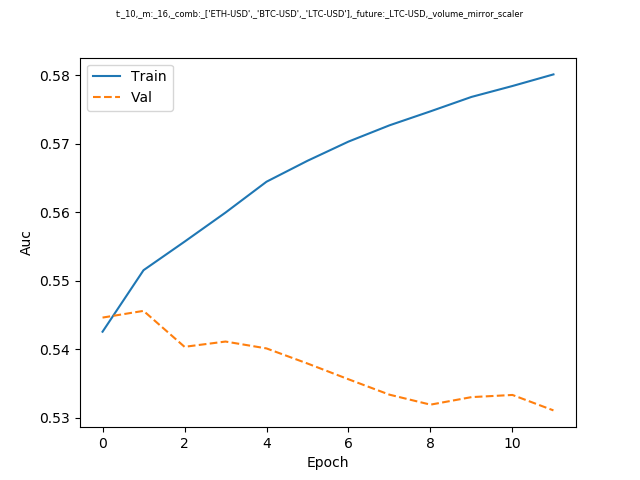 t:_10,_m:_16,_comb:_['ETH-USD',_'BTC-USD',_'LTC-USD'],_future:_LTC-USD,_volume_mirror_scaler
Train
Val
0.58
0.57
0.56
0.55
0.54
0.53
Auc
0 2 4 6 8 10
Epoch